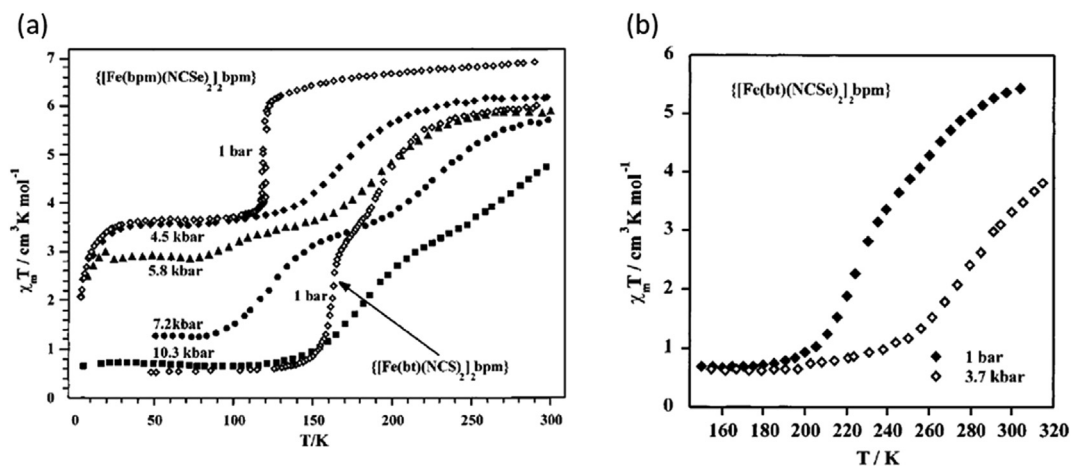 (a)
7
6
5
4
3
2
1
0
χmT / cm³ K mol⁻¹
{[Fe(bpm)(NCSe)₂]₂bpm}
1 bar
4.5 kbar
5.8 kbar
7.2kbar
10.3 kbar
1 bar
{[Fe(bt)(NCS)₂]₂bpm}
0 50 100 150 200 250 300
T/K
(b)
6
5
4
3
2
1
0
χmT / cm³ K mol⁻¹
{[Fe(bt)(NCSe)₂]₂bpm}
1 bar
3.7 kbar
160 180 200 220 240 260 280 300 320
T / K